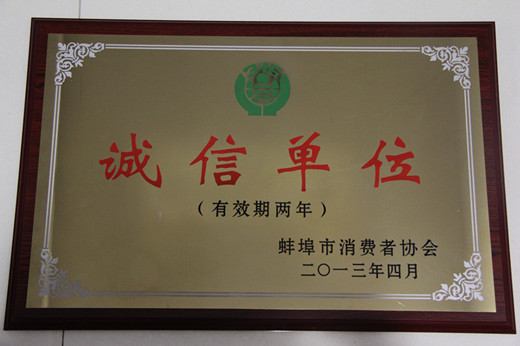 诚信单位
（有效期两年）
蚌埠市消费者协会
二〇一三年四月